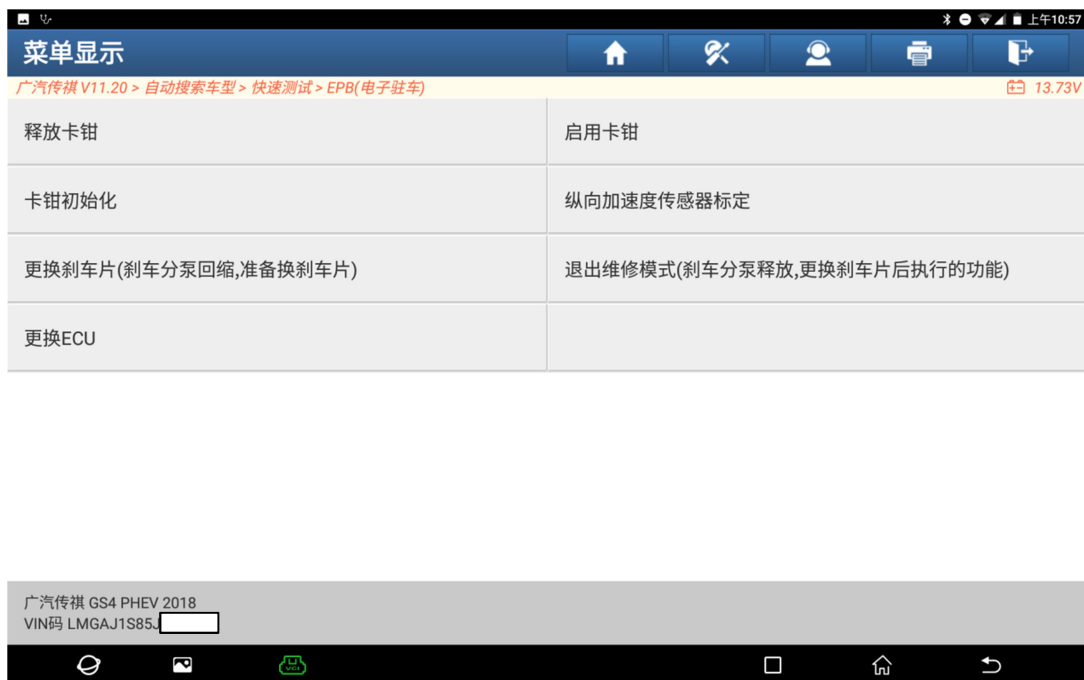 上午10:57
菜单显示
广汽传祺 V11.20 > 自动搜索车型 > 快速测试 > EPB(电子驻车)
13.73V
释放卡钳
启用卡钳
卡钳初始化
纵向加速度传感器标定
更换刹车片(刹车分泵回缩,准备换刹车片)
退出维修模式(刹车分泵释放,更换刹车片后执行的功能)
更换ECU
广汽传祺 GS4 PHEV 2018
VIN码 LMGAJ1S85J
VCI